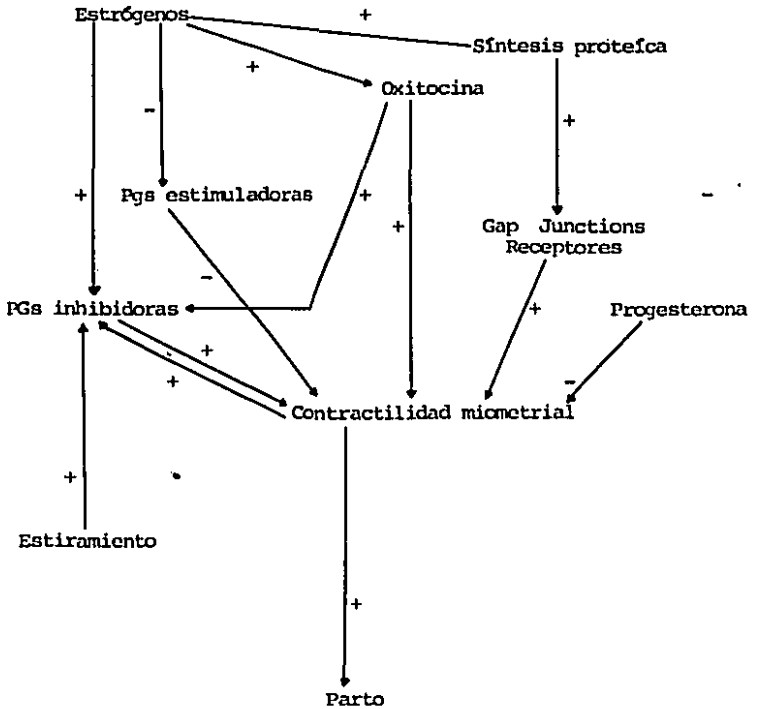 Estrógenos
+
Síntesis proteíca
+
Oxitocina
+
-
+
Pgs estimuladoras
+
-
+
Gap Junctions
Receptores
-
PGs inhibidoras
+
Progesterona
+
+
-
Contractilidad miometrial
+
Estiramiento
+
Parto